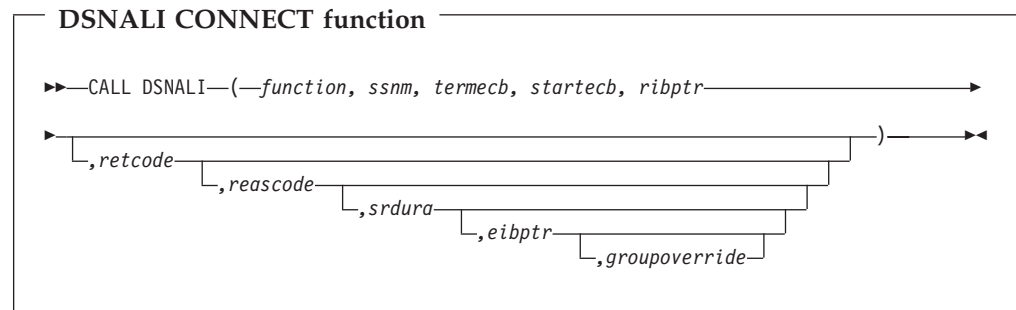 DSNALI CONNECT function
CALL DSNALI ( function, ssnm, termecb, startecb, ribptr
)
,retcode
,reascode
,srdura
,eibptr
,groupoverride